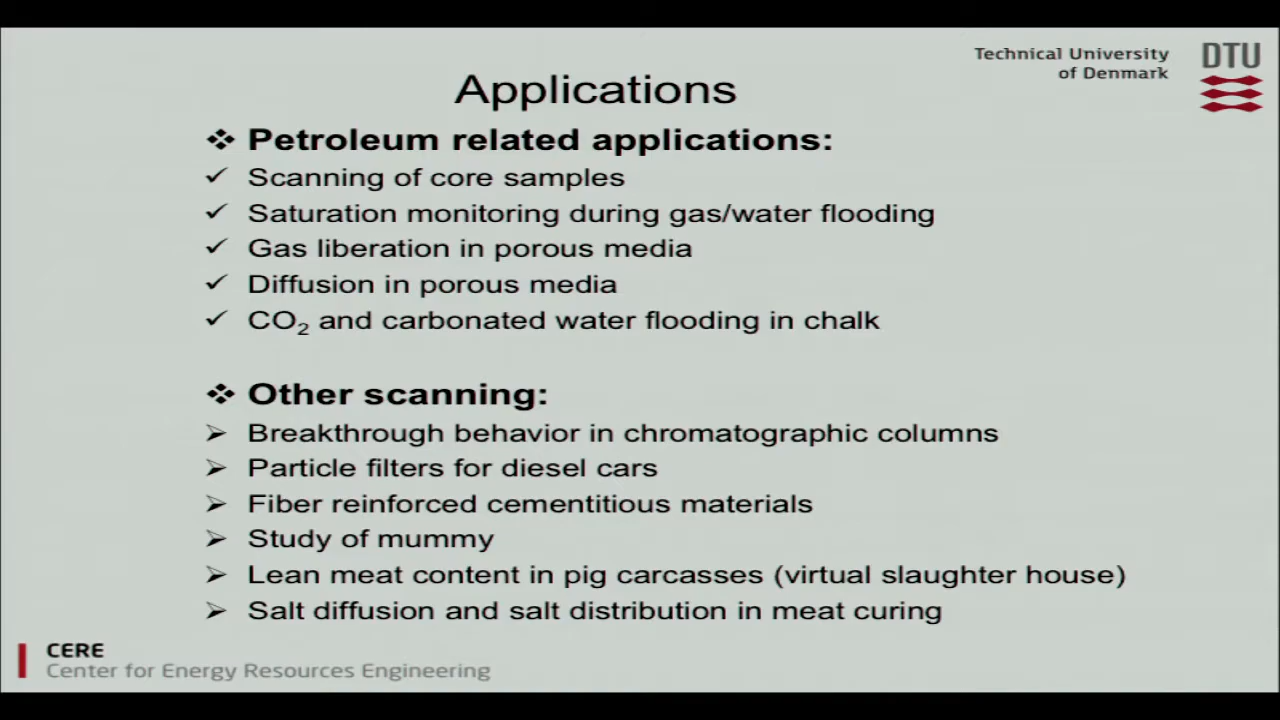 Technical University
of Denmark
DTU
Applications
❖ Petroleum related applications:
✓ Scanning of core samples
✓ Saturation monitoring during gas/water flooding
✓ Gas liberation in porous media
✓ Diffusion in porous media
✓ CO₂ and carbonated water flooding in chalk
❖ Other scanning:
➢ Breakthrough behavior in chromatographic columns
➢ Particle filters for diesel cars
➢ Fiber reinforced cementitious materials
➢ Study of mummy
➢ Lean meat content in pig carcasses (virtual slaughter house)
➢ Salt diffusion and salt distribution in meat curing
CERE
Center for Energy Resources Engineering